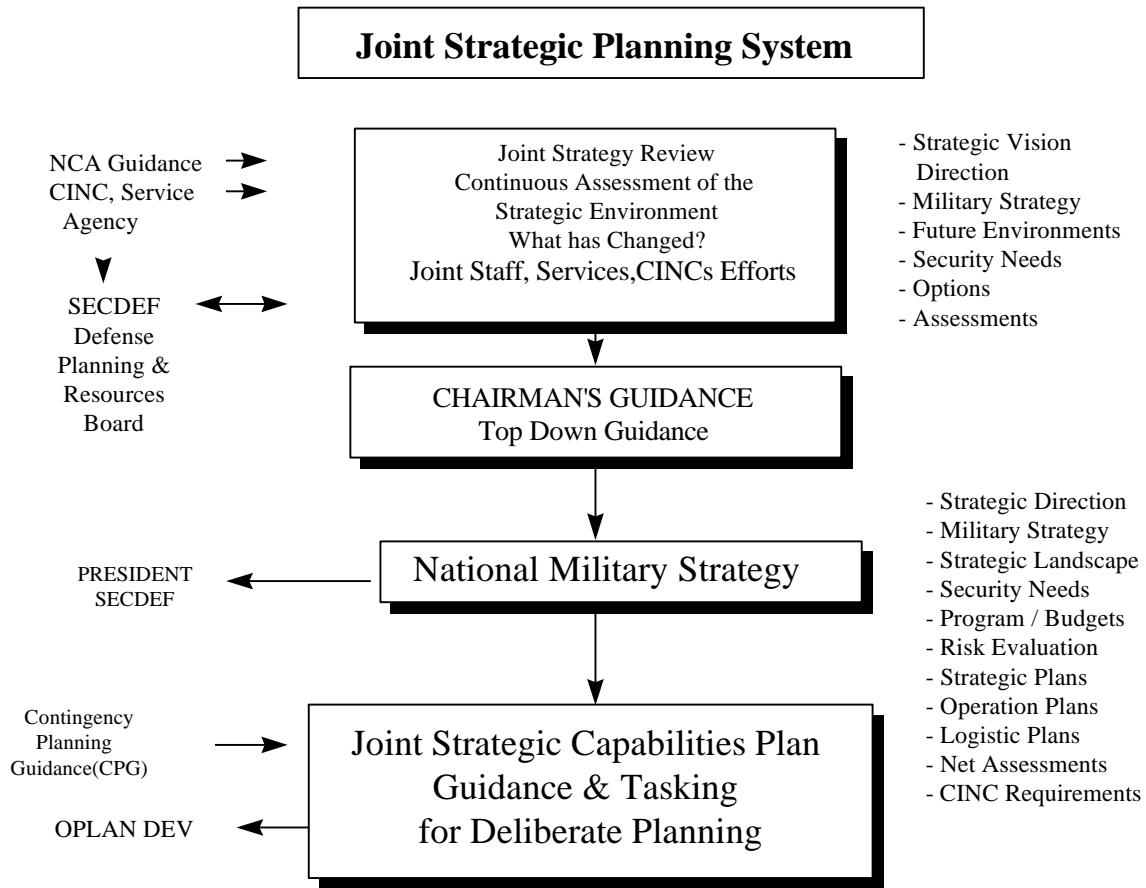 Joint Strategic Planning System
NCA Guidance
CINC, Service
Agency
SECDEF
Defense
Planning &
Resources
Board
Joint Strategy Review
Continuous Assessment of the
Strategic Environment
What has Changed?
Joint Staff, Services,CINCs Efforts
- Strategic Vision
Direction
- Military Strategy
- Future Environments
- Security Needs
- Options
- Assessments
CHAIRMAN'S GUIDANCE
Top Down Guidance
PRESIDENT
SECDEF
National Military Strategy
- Strategic Direction
- Military Strategy
- Strategic Landscape
- Security Needs
- Program / Budgets
- Risk Evaluation
- Strategic Plans
- Operation Plans
- Logistic Plans
- Net Assessments
- CINC Requirements
Contingency
Planning
Guidance(CPG)
OPLAN DEV
Joint Strategic Capabilities Plan
Guidance & Tasking
for Deliberate Planning